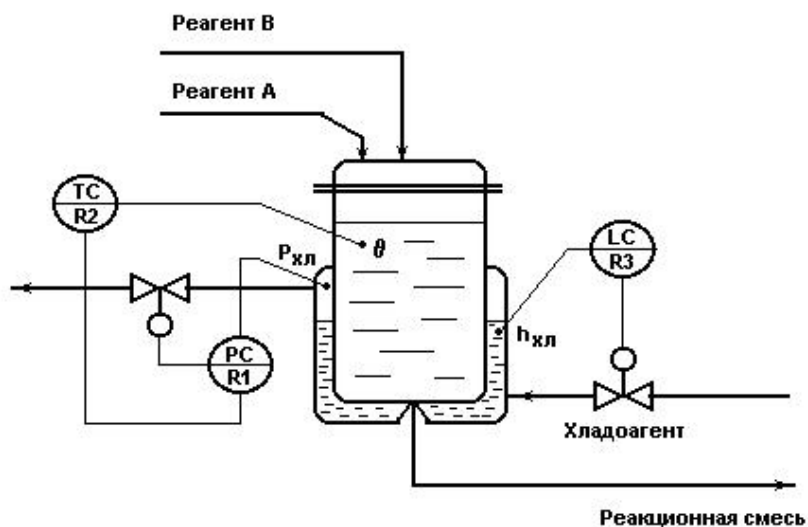 Реагент B
Реагент A
TC
R2
Pхл
θ
LC
R3
hхл
PC
R1
Хладоагент
Реакционная смесь